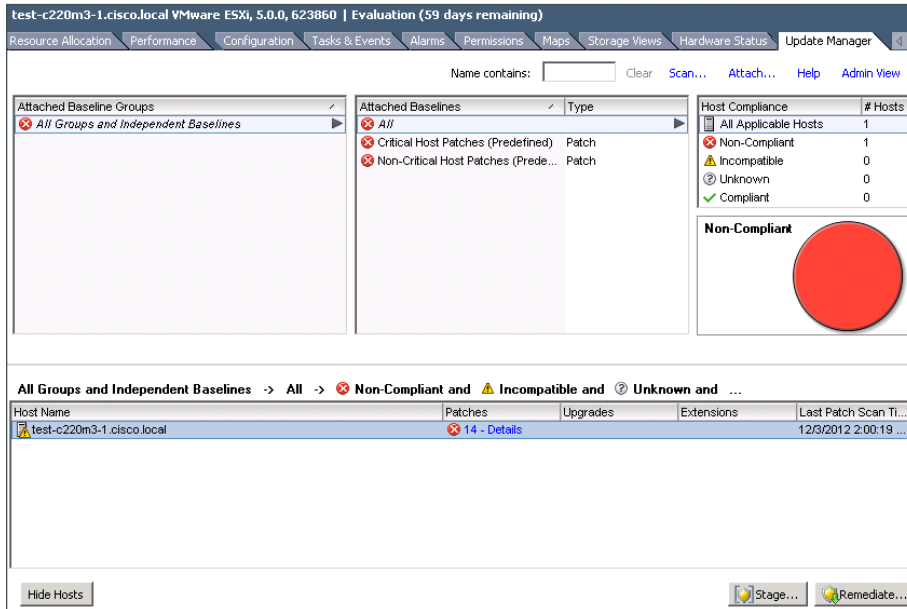 test-c220m3-1.cisco.local VMware ESXi, 5.0.0, 623860 | Evaluation (59 days remaining)
Resource Allocation Performance Configuration Tasks & Events Alarms Permissions Maps Storage Views Hardware Status Update Manager
Name contains: Clear Scan... Attach... Help Admin View
Attached Baseline Groups
All Groups and Independent Baselines
Attached Baselines Type
All
Critical Host Patches (Predefined) Patch
Non-Critical Host Patches (Prede... Patch
Host Compliance # Hosts
All Applicable Hosts 1
Non-Compliant 1
Incompatible 0
Unknown 0
Compliant 0
Non-Compliant
All Groups and Independent Baselines -> All -> Non-Compliant and Incompatible and Unknown and ...
Host Name Patches Upgrades Extensions Last Patch Scan Ti...
test-c220m3-1.cisco.local 14 - Details 12/3/2012 2:00:19 ...
Hide Hosts Stage... Remediate...